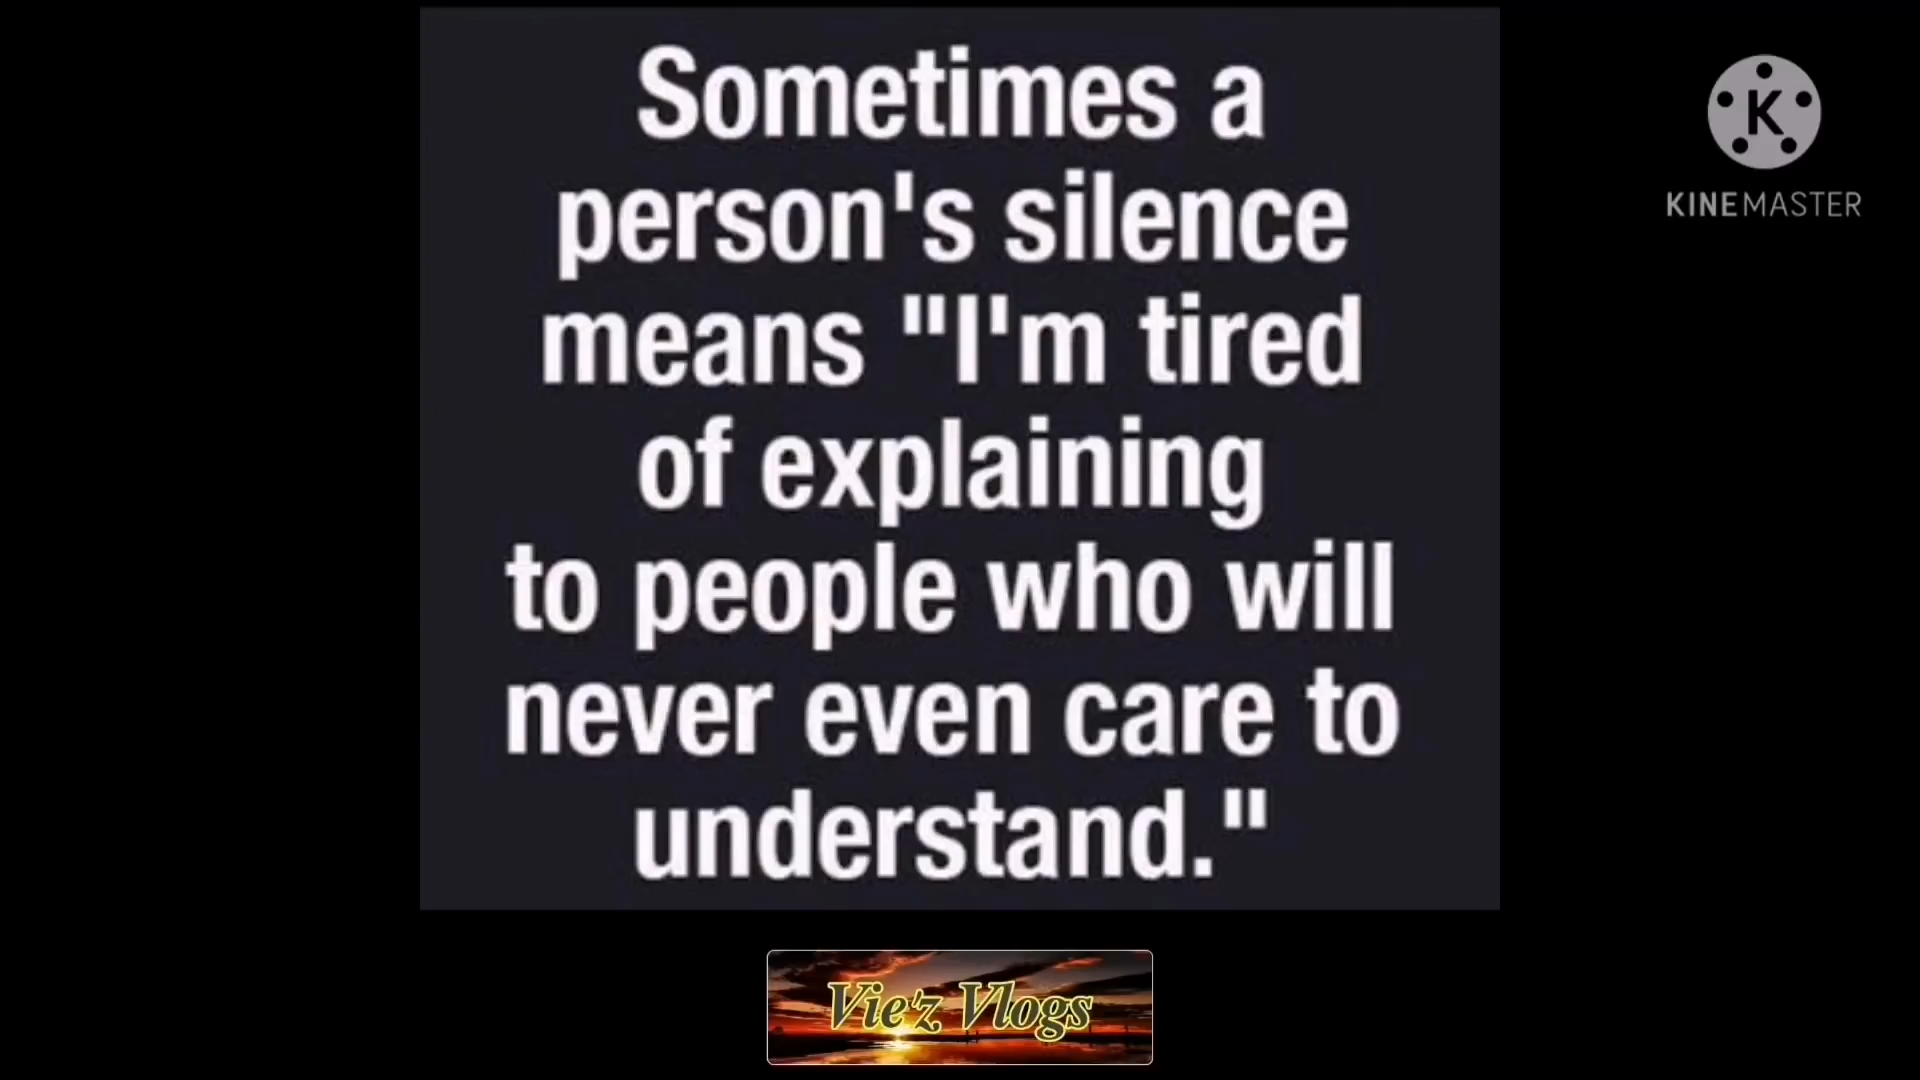 Sometimes a
person's silence
means "I'm tired
of explaining
to people who will
never even care to
understand."
K
KINEMASTER
Vie'z Vlogs